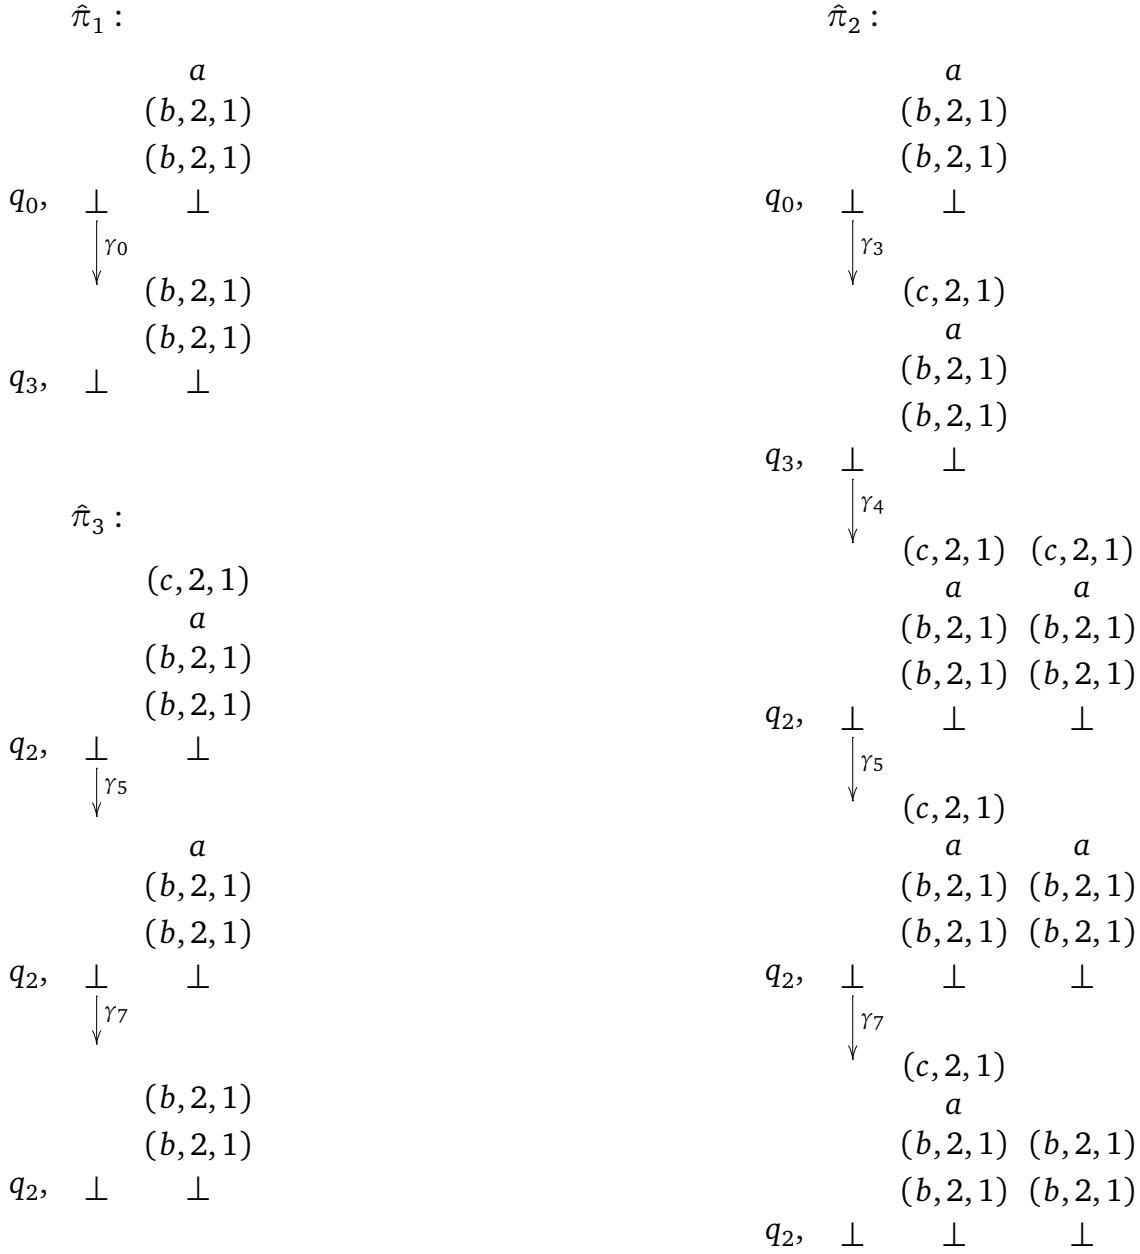 π̂₁ :
a
(b, 2, 1)
(b, 2, 1)
q₀, ⊥ ⊥
γ₀
(b, 2, 1)
(b, 2, 1)
q₃, ⊥ ⊥
π̂₃ :
(c, 2, 1)
a
(b, 2, 1)
(b, 2, 1)
q₂, ⊥ ⊥
γ₅
a
(b, 2, 1)
(b, 2, 1)
q₂, ⊥ ⊥
γ₇
(b, 2, 1)
(b, 2, 1)
q₂, ⊥ ⊥
π̂₂ :
a
(b, 2, 1)
(b, 2, 1)
q₀, ⊥ ⊥
γ₃
(c, 2, 1)
a
(b, 2, 1)
(b, 2, 1)
q₃, ⊥ ⊥
γ₄
(c, 2, 1) (c, 2, 1)
a a
(b, 2, 1) (b, 2, 1)
(b, 2, 1) (b, 2, 1)
q₂, ⊥ ⊥ ⊥
γ₅
(c, 2, 1)
a a
(b, 2, 1) (b, 2, 1)
(b, 2, 1) (b, 2, 1)
q₂, ⊥ ⊥ ⊥
γ₇
(c, 2, 1)
a
(b, 2, 1) (b, 2, 1)
(b, 2, 1) (b, 2, 1)
q₂, ⊥ ⊥ ⊥